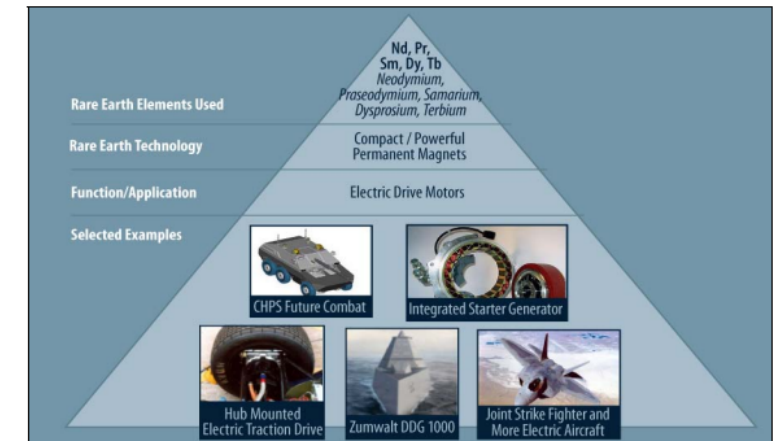 Nd, Pr,
Sm, Dy, Tb
Neodymium,
Praseodymium, Samarium,
Dysprosium, Terbium
Rare Earth Elements Used
Rare Earth Technology
Compact / Powerful
Permanent Magnets
Function/Application
Electric Drive Motors
Selected Examples
CHPS Future Combat
Integrated Starter Generator
Hub Mounted
Electric Traction Drive
Zumwalt DDG 1000
Joint Strike Fighter and
More Electric Aircraft